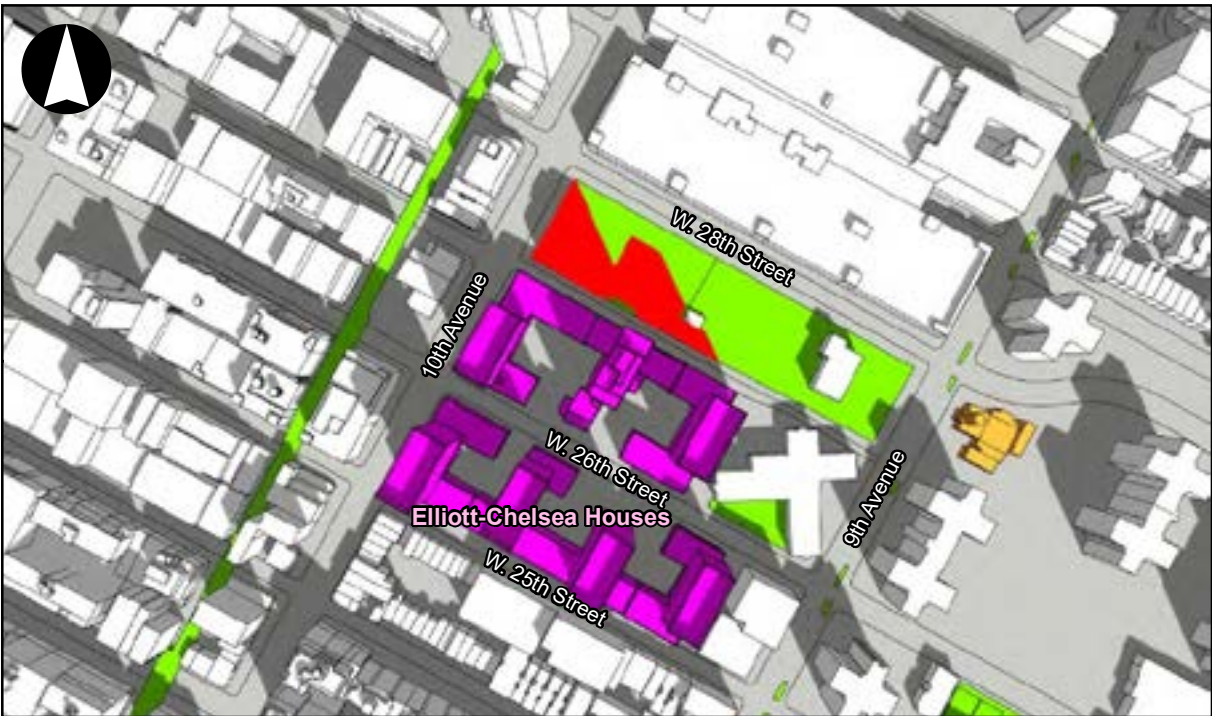 W. 28th Street
10th Avenue
W. 26th Street
9th Avenue
Elliott-Chelsea Houses
W. 25th Street